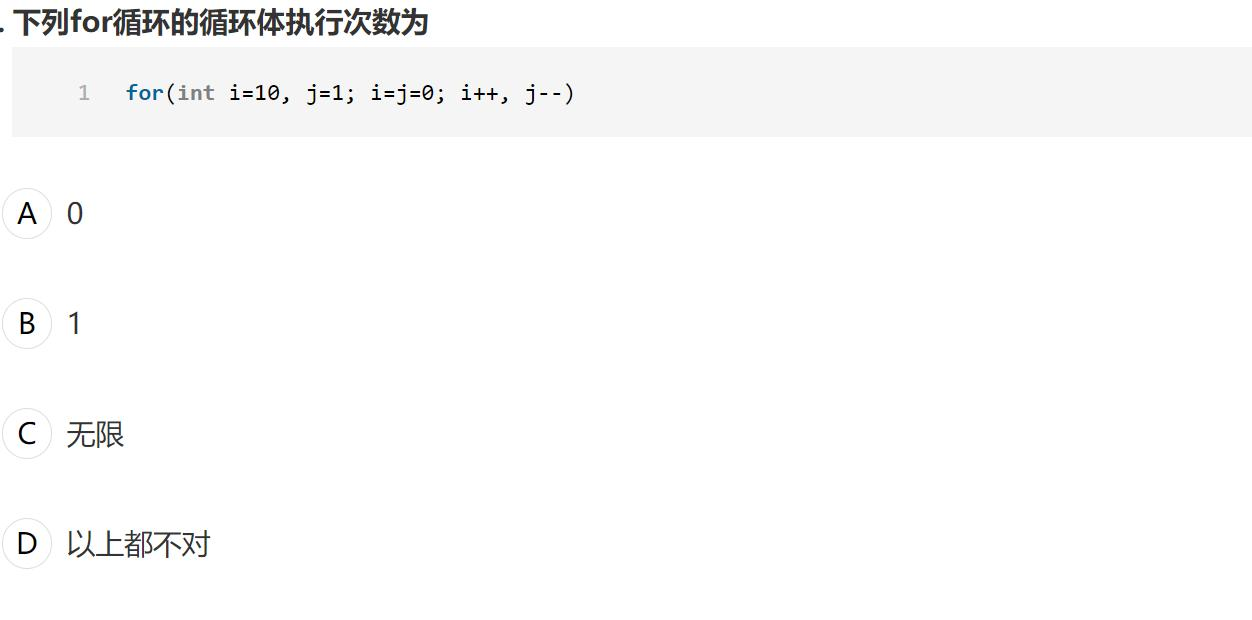 . 下列for循环的循环体执行次数为
1 for(int i=10, j=1; i=j=0; i++, j--)
A 0
B 1
C 无限
D 以上都不对